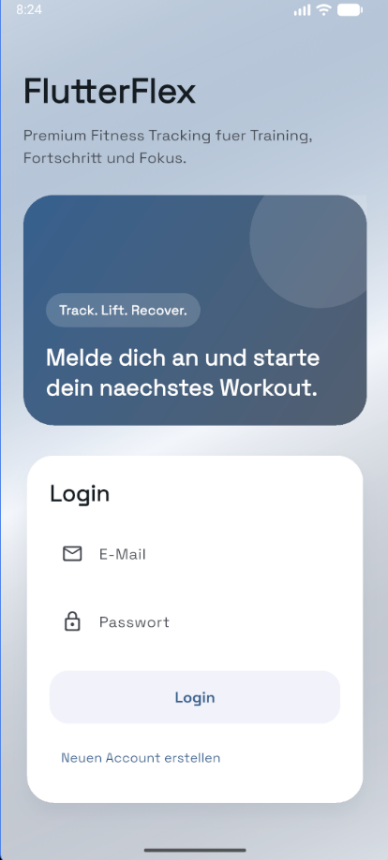 8:24
FlutterFlex
Premium Fitness Tracking fuer Training,
Fortschritt und Fokus.
Track. Lift. Recover.
Melde dich an und starte
dein naechstes Workout.
Login
E-Mail
Passwort
Login
Neuen Account erstellen